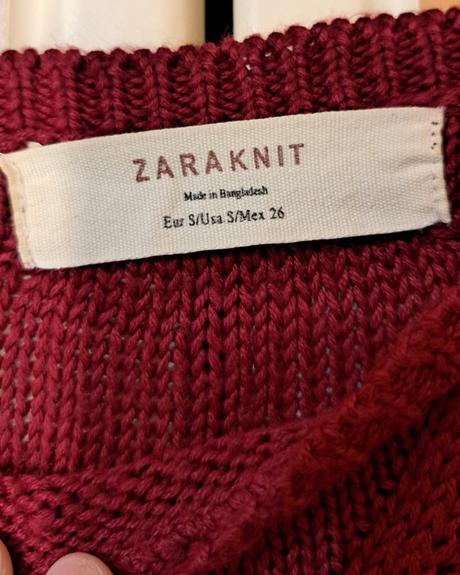 ZARAKNIT
Made in Bangladesh
Eur S/Usa S/Mex 26